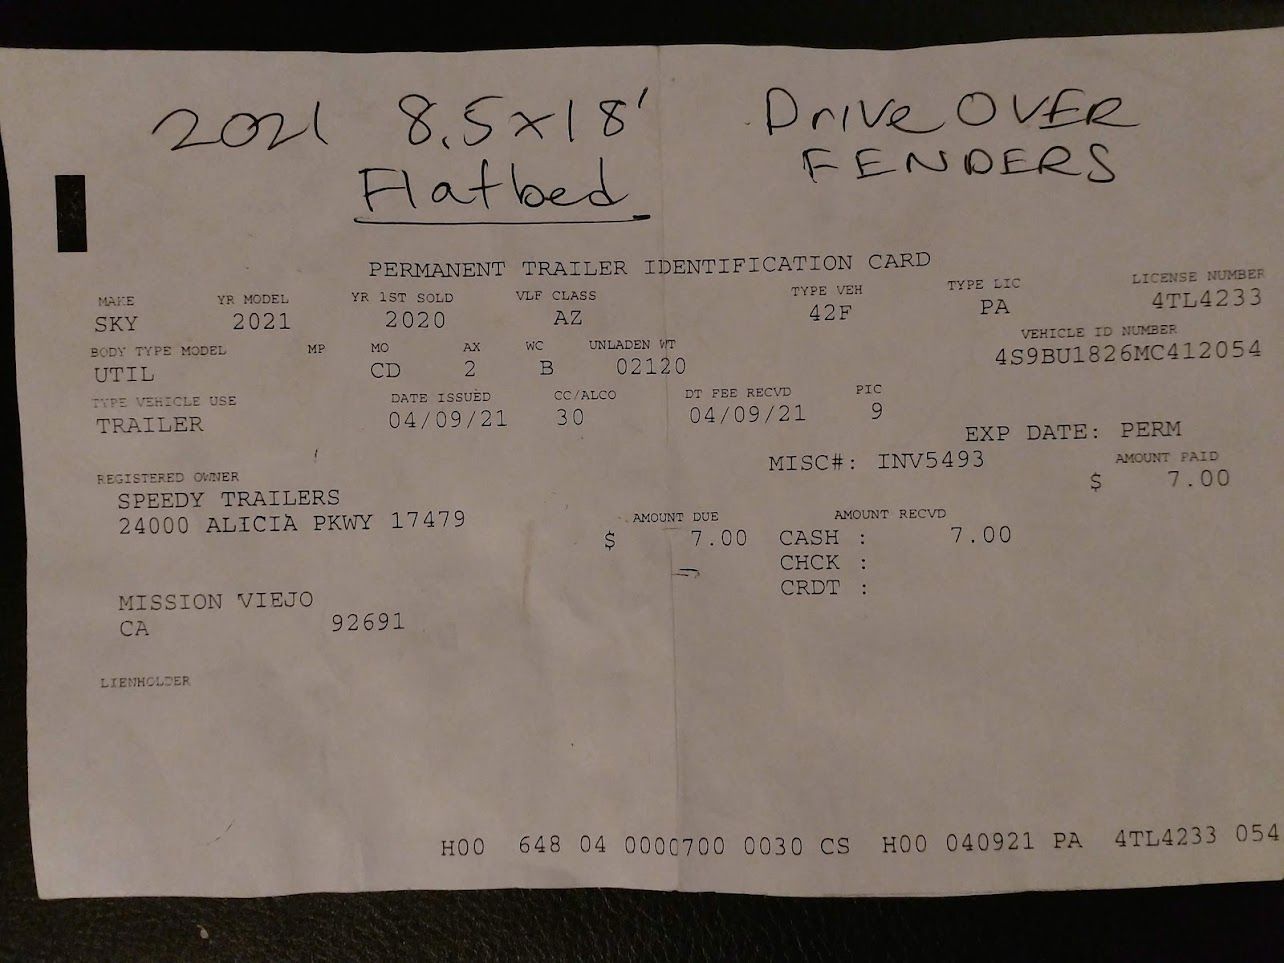 2021 8.5x18' Drive OVER
Flatbed FENDERS
PERMANENT TRAILER IDENTIFICATION CARD
MAKE YR MODEL YR 1ST SOLD VLF CLASS TYPE VEH TYPE LIC LICENSE NUMBER
SKY 2021 2020 AZ 42F PA 4TL4233
BODY TYPE MODEL MP MO AX WC UNLADEN WT VEHICLE ID NUMBER
UTIL CD 2 B 02120 4S9BU1826MC412054
TYPE VEHICLE USE DATE ISSUED CC/ALCO DT FEE RECVD PIC
TRAILER 04/09/21 30 04/09/21 9
EXP DATE: PERM
MISC#: INV5493 AMOUNT PAID
$ 7.00
REGISTERED OWNER
SPEEDY TRAILERS
24000 ALICIA PKWY 17479
AMOUNT DUE AMOUNT RECVD
$ 7.00 CASH : 7.00
CHCK :
CRDT :
MISSION VIEJO
CA 92691
LIENHOLDER
H00 648 04 0000700 0030 CS H00 040921 PA 4TL4233 054